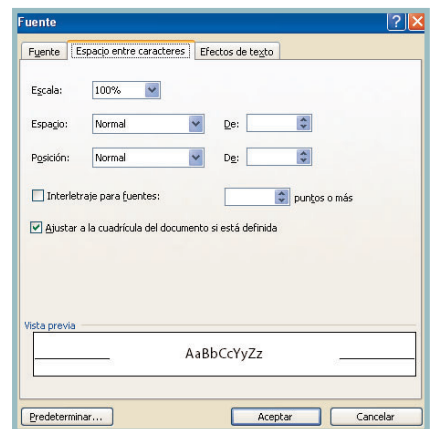 Fuente
Fuente Espacio entre caracteres Efectos de texto
Escala: 100%
Espacio: Normal De:
Posición: Normal De:
Interletraje para fuentes: puntos o más
Ajustar a la cuadrícula del documento si está definida
Vista previa
AaBbCcYyZz
Predeterminar... Aceptar Cancelar